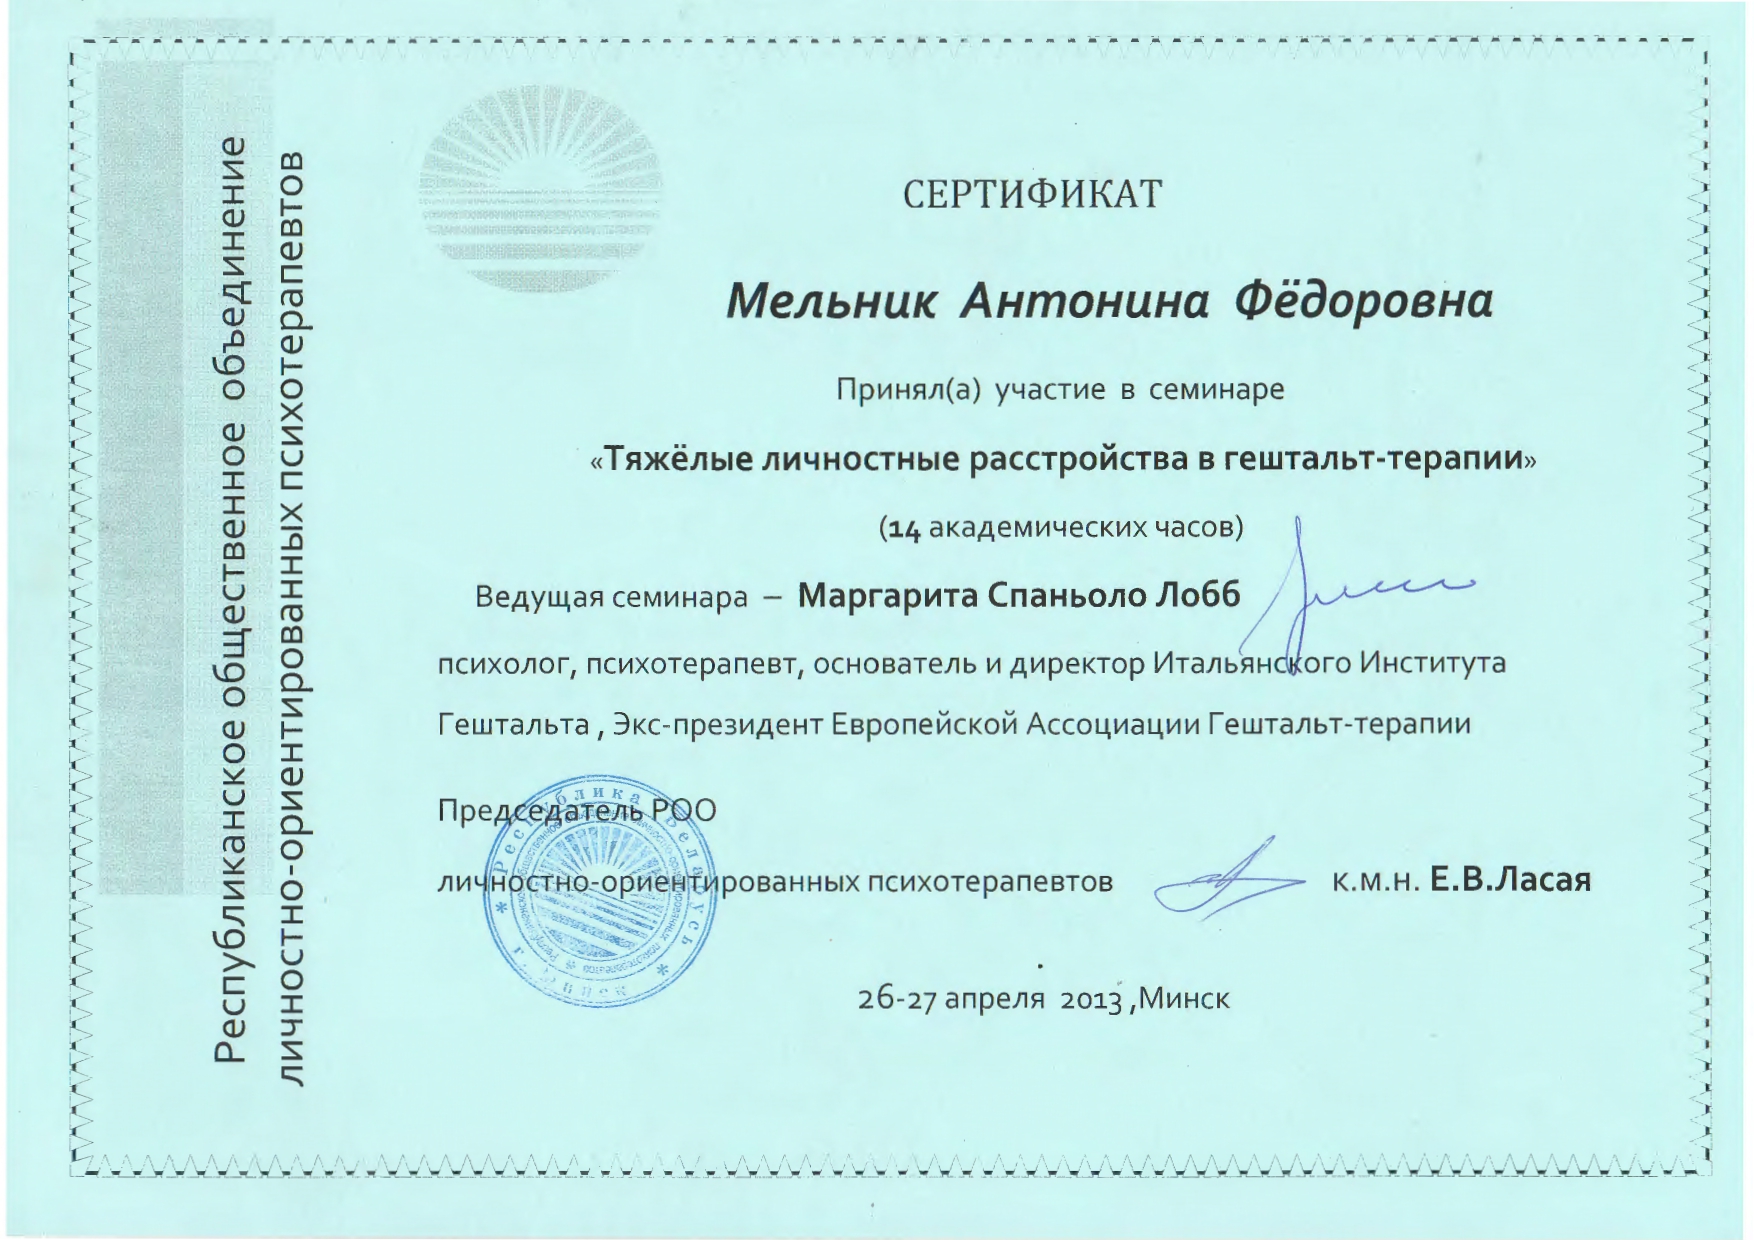 Республиканское общественное объединение
личностно-ориентированных психотерапевтов
СЕРТИФИКАТ
Мельник Антонина Фёдоровна
Принял(а) участие в семинаре
«Тяжёлые личностные расстройства в гештальт-терапии»
(14 академических часов)
Ведущая семинара – Маргарита Спаньоло Лобб
психолог, психотерапевт, основатель и директор Итальянского Института
Гештальта , Экс-президент Европейской Ассоциации Гештальт-терапии
Председатель РОО
личностно-ориентированных психотерапевтов к.м.н. Е.В.Ласая
* Республика Беларусь * г. Минск
26-27 апреля 2013 ,Минск